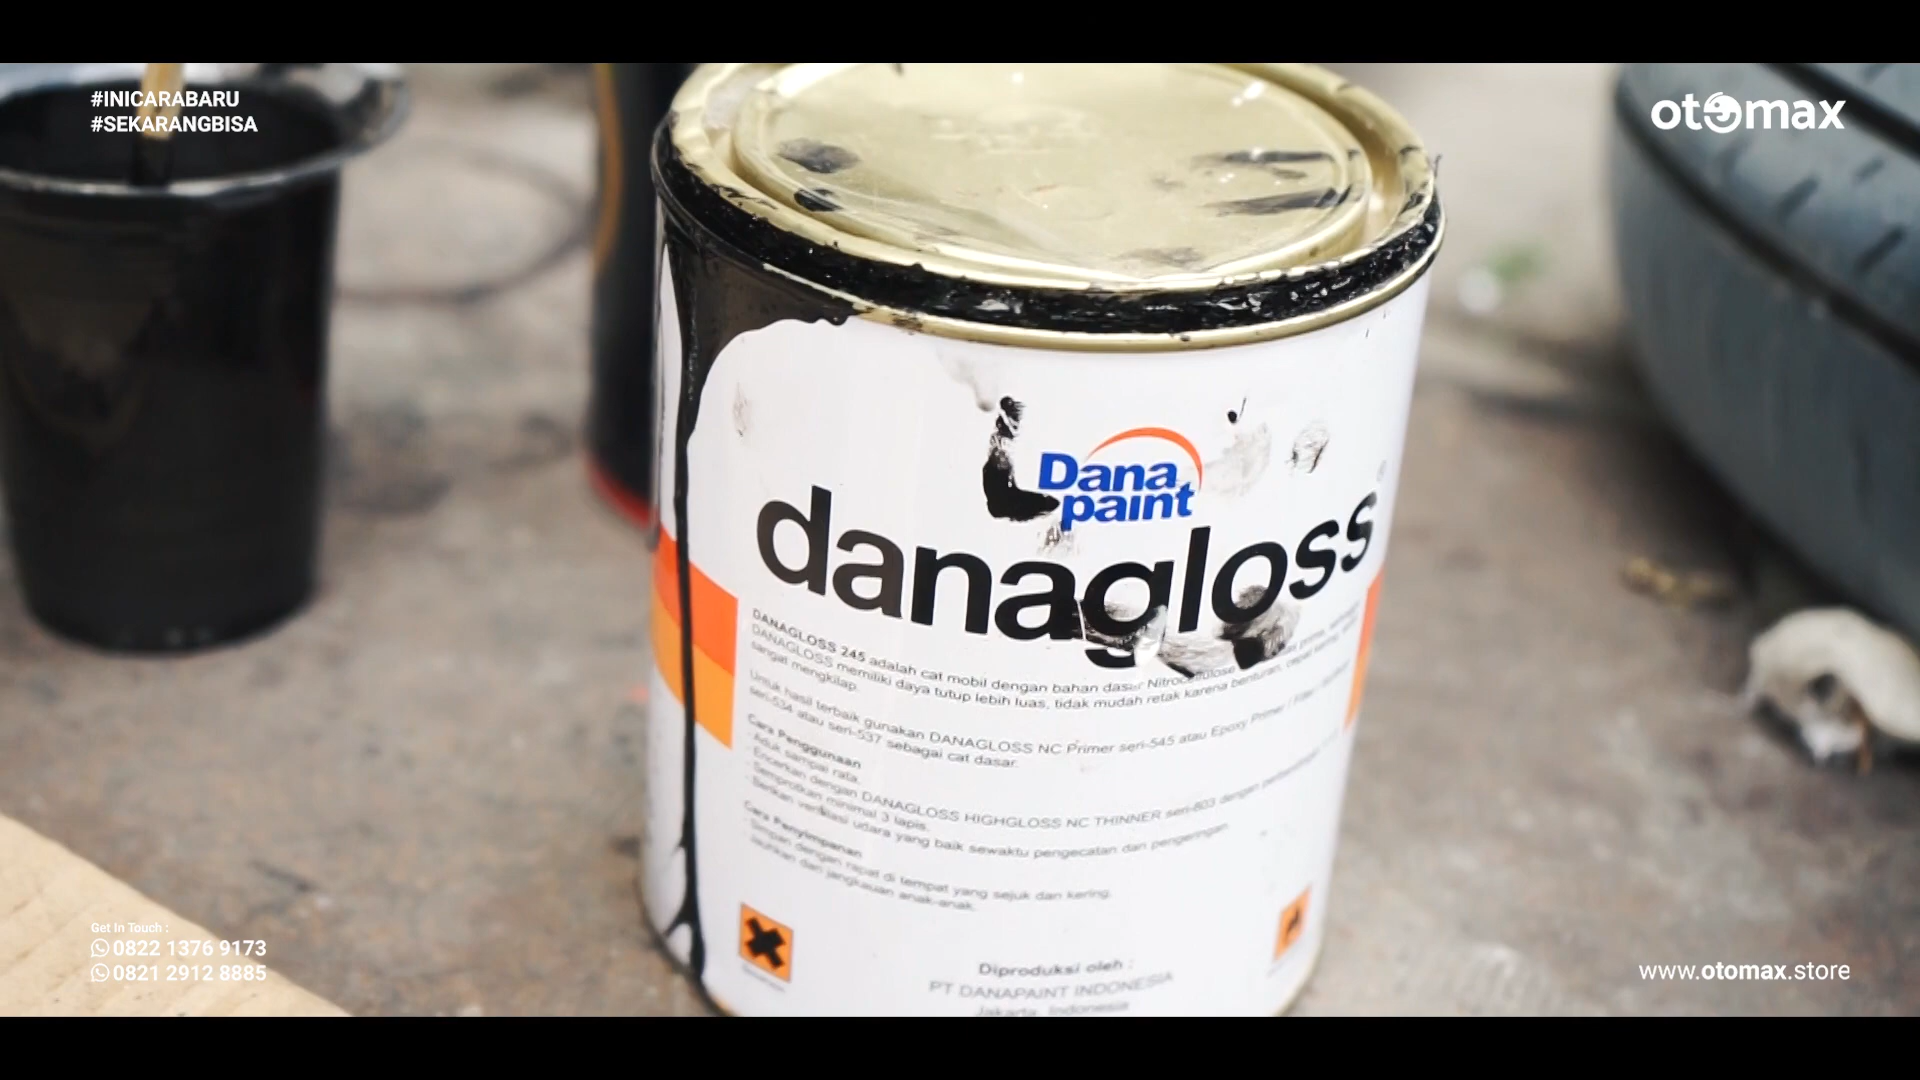 #INICARABARU
#SEKARANGBISA
otomax
Dana
paint
danagloss
DANAGLOSS 245 adalah cat mobil dengan bahan dasar Nitrocellulose
DANAGLOSS memiliki daya tutup lebih luas, tidak mudah retak karena benturan, cepat kering,
sangat mengkilap.
Untuk hasil terbaik gunakan DANAGLOSS NC Primer seri-545 atau Epoxy Primer / Filler
seri-534 atau seri-537 sebagai cat dasar.
Cara Penggunaan
- Aduk sampai rata.
- Encerkan dengan DANAGLOSS HIGHGLOSS NC THINNER seri-803 dengan
- Semprotkan minimal 3 lapis.
- Berikan ventilasi udara yang baik sewaktu pengecatan dan pengeringan.
Cara Penyimpanan
- Simpan dengan rapat di tempat yang sejuk dan kering.
- Jauhkan dari jangkauan anak-anak.
Diproduksi oleh :
PT DANAPAINT INDONESIA
Jakarta, Indonesia
Get In Touch :
0822 1376 9173
0821 2912 8885
www.otomax.store